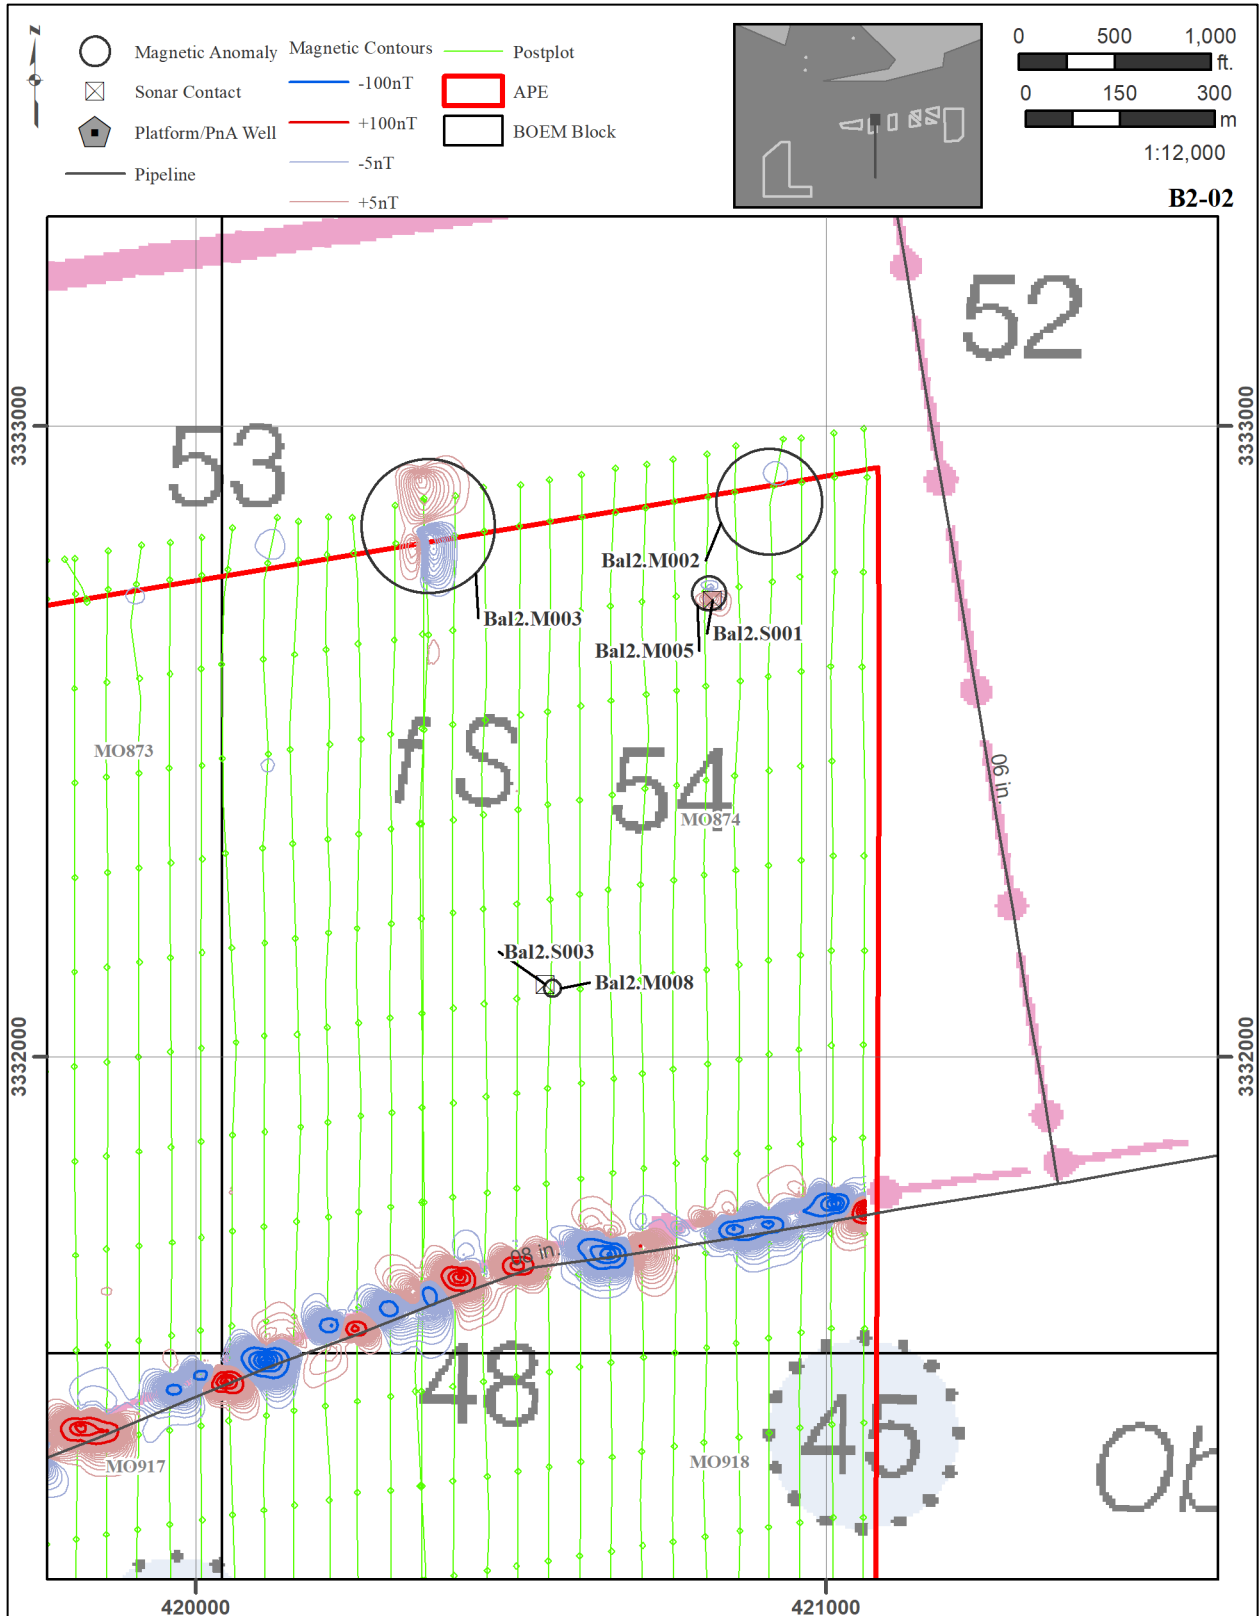 Z
Magnetic Anomaly
Sonar Contact
Platform/PnA Well
Pipeline
Magnetic Contours
-100nT
+100nT
-5nT
+5nT
Postplot
APE
BOEM Block
0 500 1,000
ft.
0 150 300
m
1:12,000
B2-02
52
3333000
3333000
53
Bal2.M002
Bal2.M003
Bal2.S001
Bal2.M005
06 in.
MO873
f S
54
MO874
Bal2.S003
Bal2.M008
3332000
3332000
08 in.
48
45
MO917
MO918
420000
421000